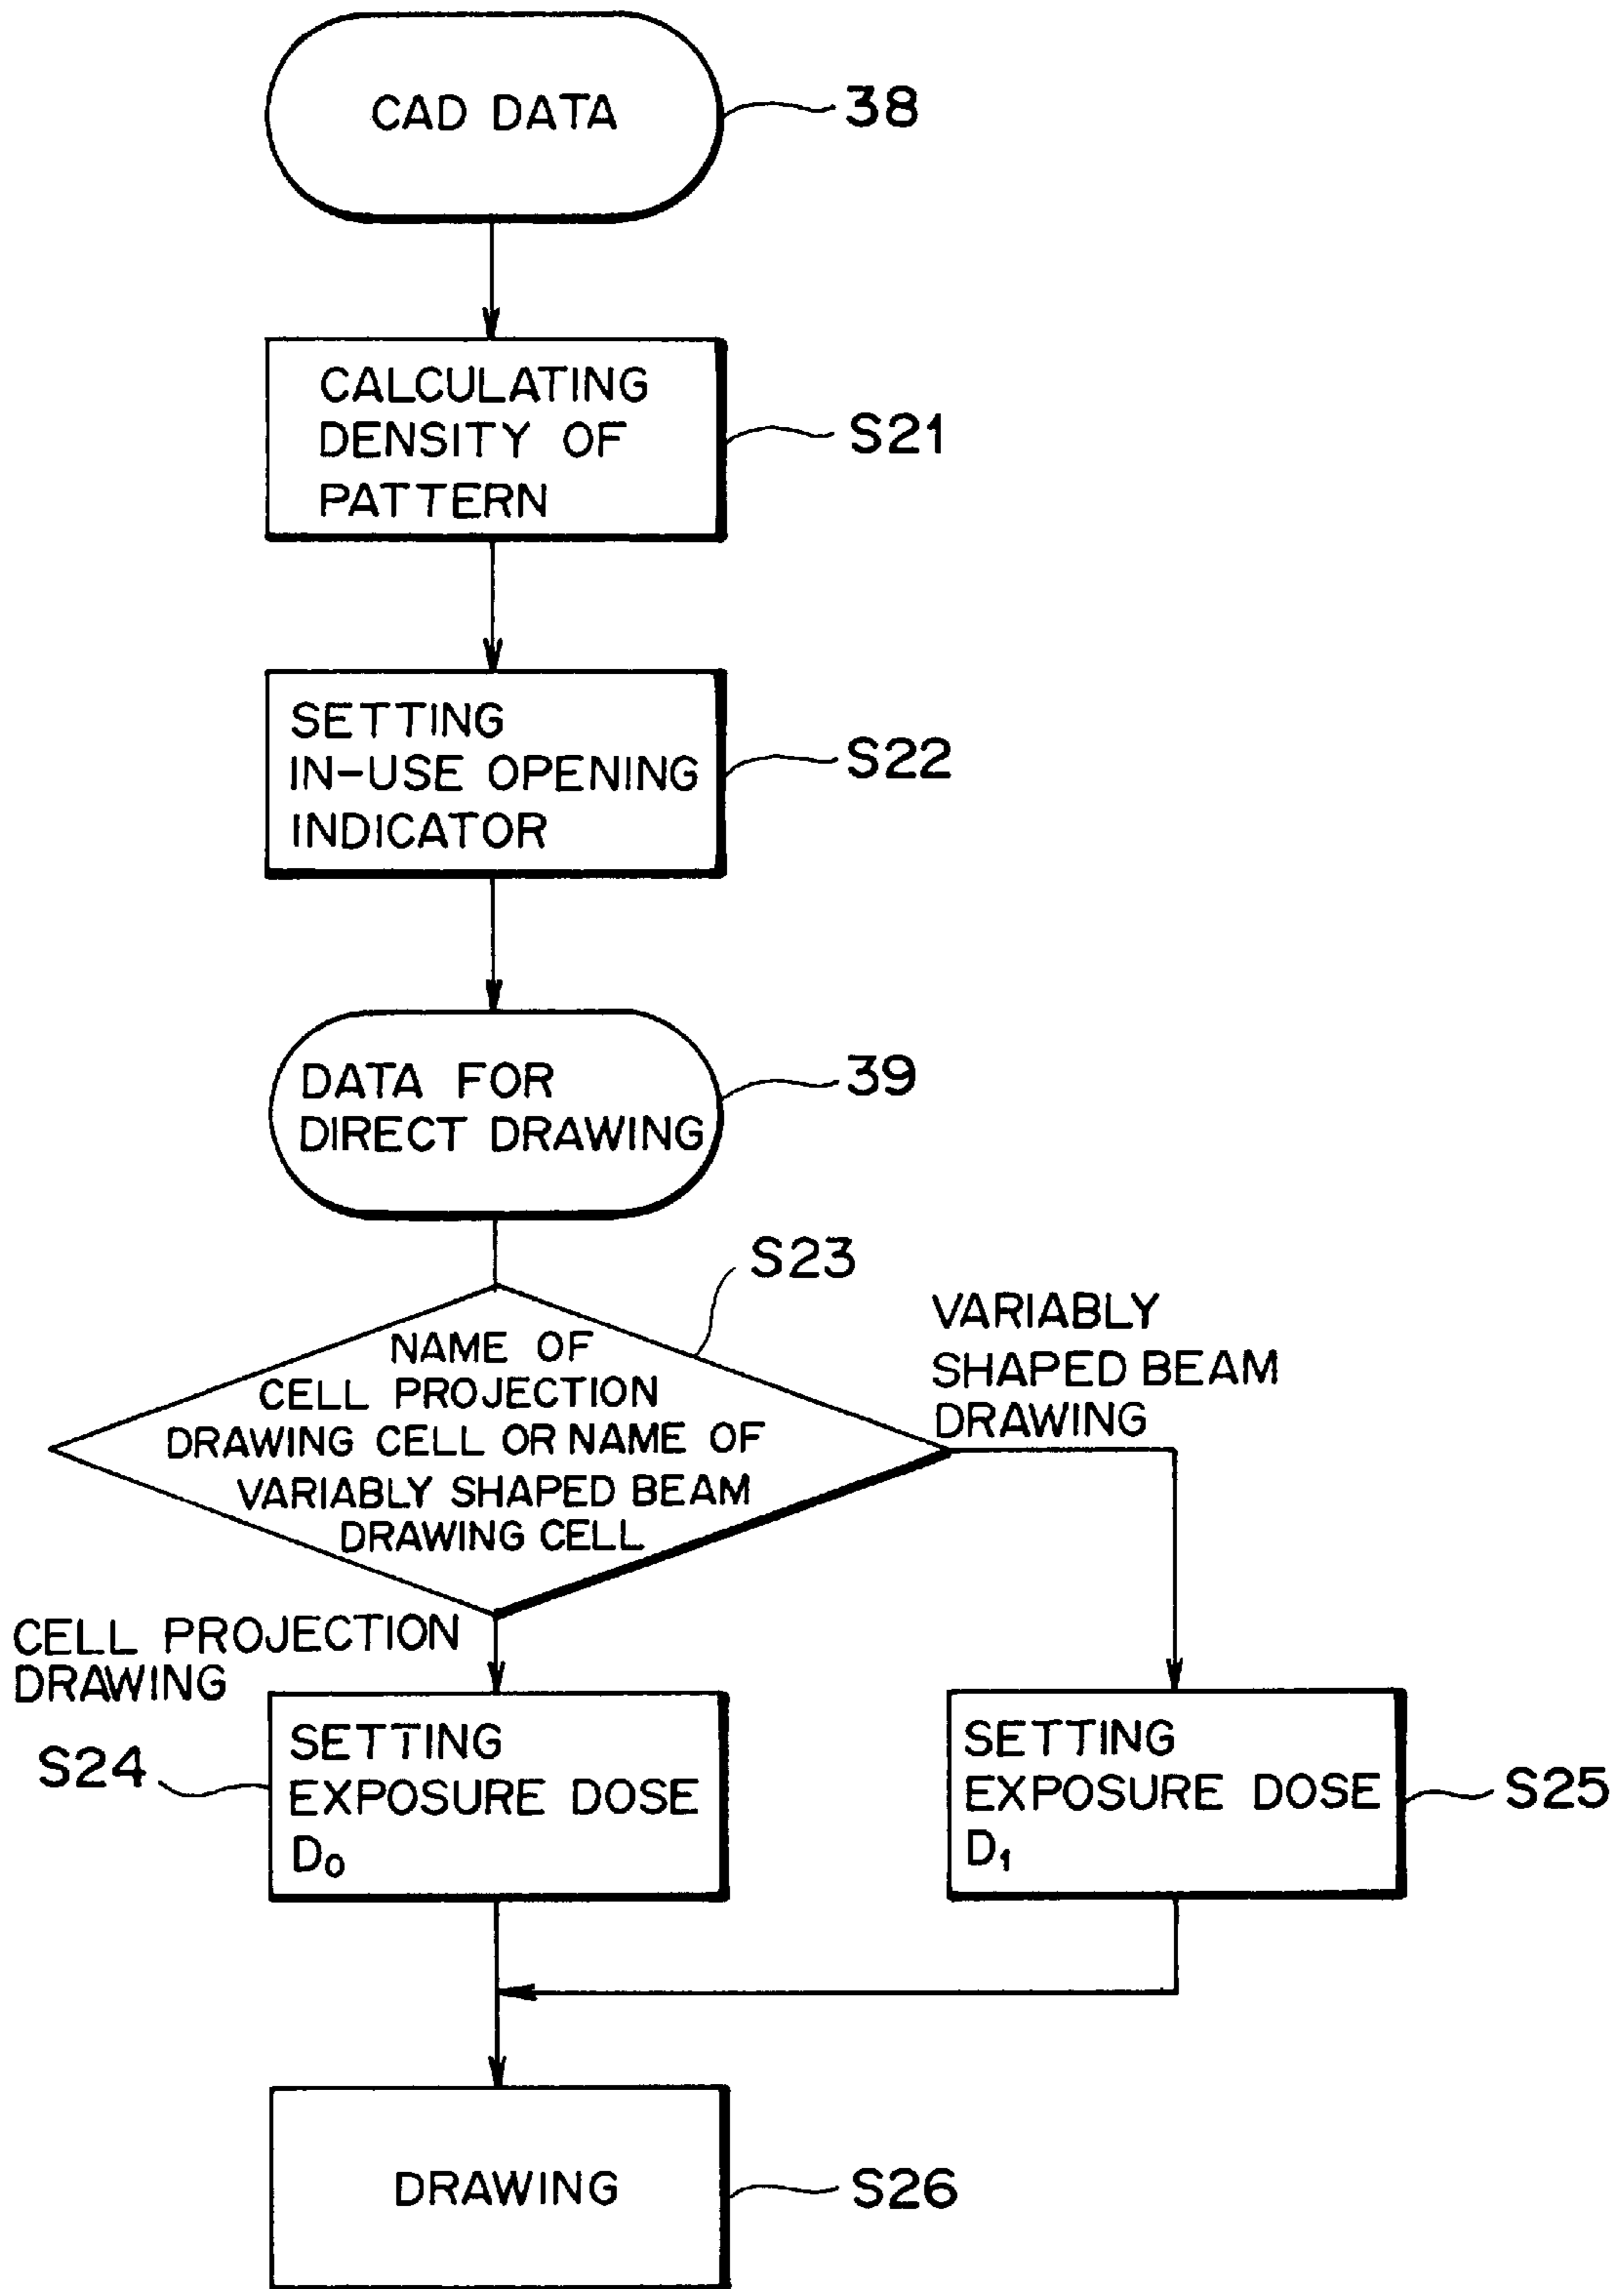 CAD DATA
38
CALCULATING
DENSITY OF
PATTERN
S21
SETTING
IN-USE OPENING
INDICATOR
S22
DATA FOR
DIRECT DRAWING
39
S23
NAME OF
CELL PROJECTION
DRAWING CELL OR NAME OF
VARIABLY SHAPED BEAM
DRAWING CELL
VARIABLY
SHAPED BEAM
DRAWING
CELL PROJECTION
DRAWING
S24
SETTING
EXPOSURE DOSE
D₀
SETTING
EXPOSURE DOSE
D₁
S25
DRAWING
S26